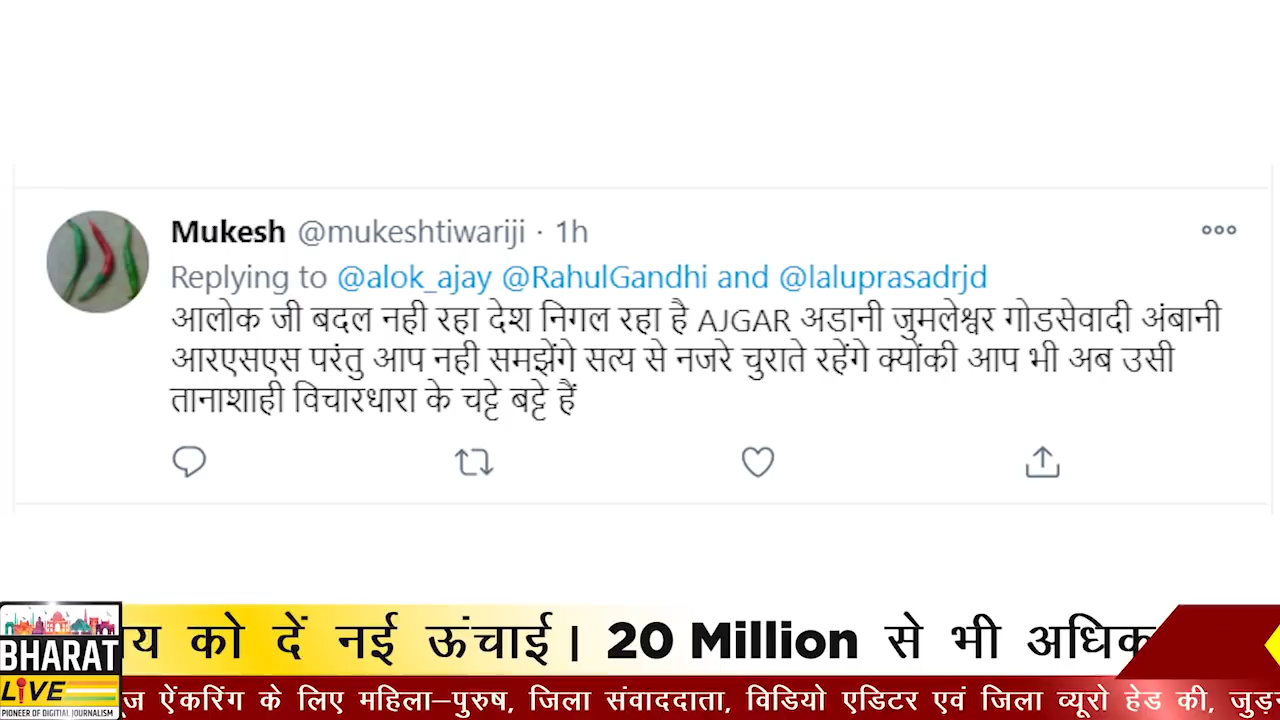 Mukesh @mukeshtiwariji · 1h
Replying to @alok_ajay @RahulGandhi and @laluprasadrjd
आलोक जी बदल नही रहा देश निगल रहा है AJGAR अडानी जुमलेश्वर गोडसेवादी अंबानी
आरएसएस परंतु आप नही समझेंगे सत्य से नजरे चुराते रहेंगे क्योंकी आप भी अब उसी
तानाशाही विचारधारा के चट्टे बट्टे हैं
को दें नई ऊंचाई। 20 Million से भी अधिक
BHARAT
LIVE
PIONEER OF DIGITIAL JOURNALISM
ऐंकरिंग के लिए महिला–पुरुष, जिला संवाददाता, विडियो एडिटर एवं जिला व्यूरो हेड की,